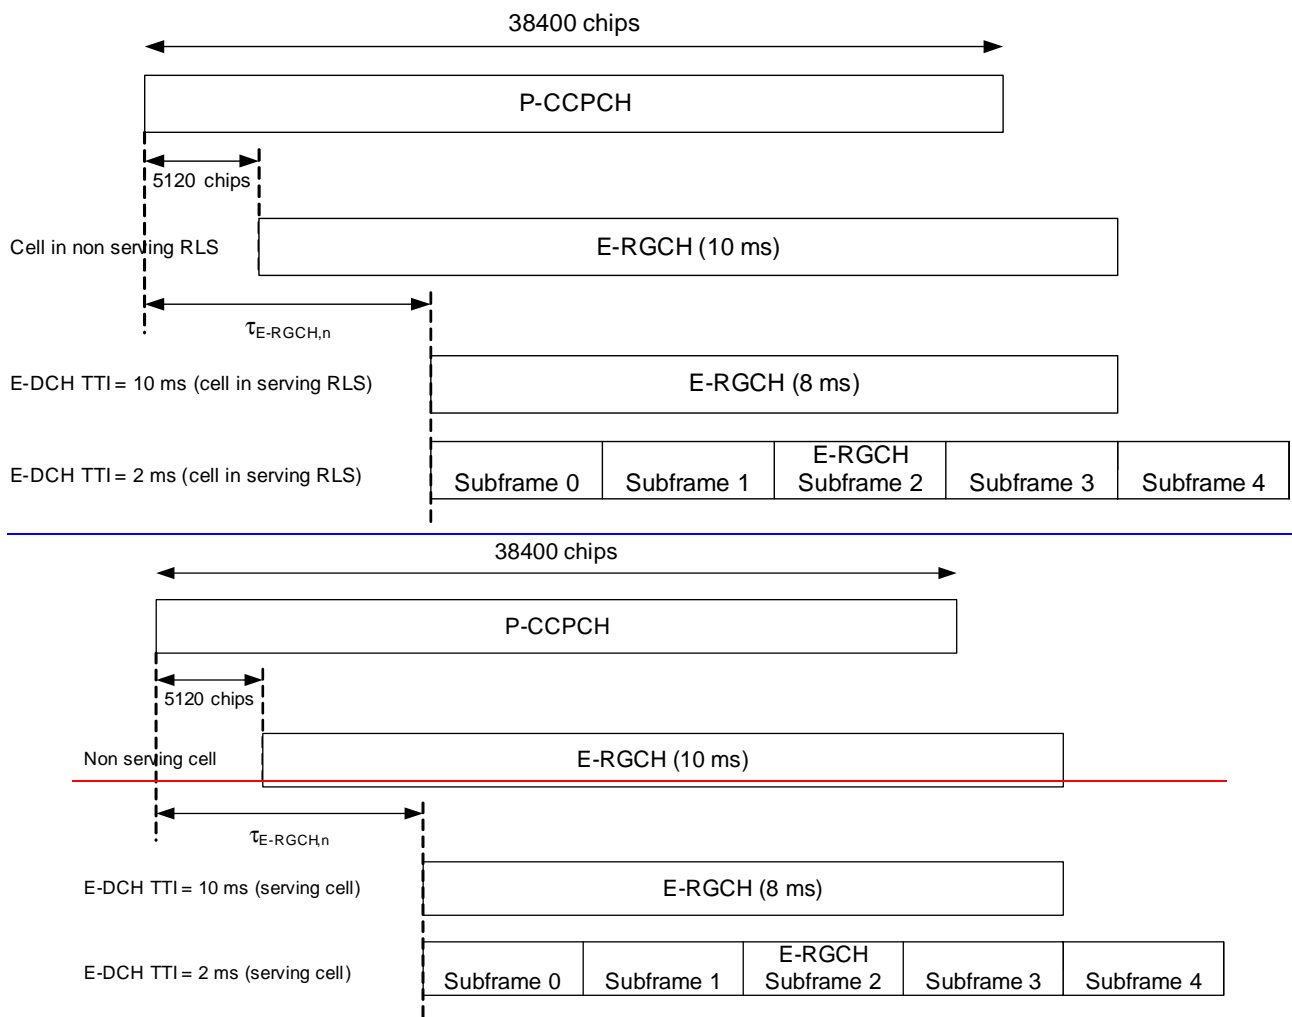 38400 chips
P-CCPCH
5120 chips
Cell in non serving RLS
E-RGCH (10 ms)
τE-RGCH,n
E-DCH TTI = 10 ms (cell in serving RLS)
E-RGCH (8 ms)
E-DCH TTI = 2 ms (cell in serving RLS)
Subframe 0
Subframe 1
E-RGCH
Subframe 2
Subframe 3
Subframe 4
38400 chips
P-CCPCH
5120 chips
Non serving cell
E-RGCH (10 ms)
τE-RGCH,n
E-DCH TTI = 10 ms (serving cell)
E-RGCH (8 ms)
E-DCH TTI = 2 ms (serving cell)
Subframe 0
Subframe 1
E-RGCH
Subframe 2
Subframe 3
Subframe 4